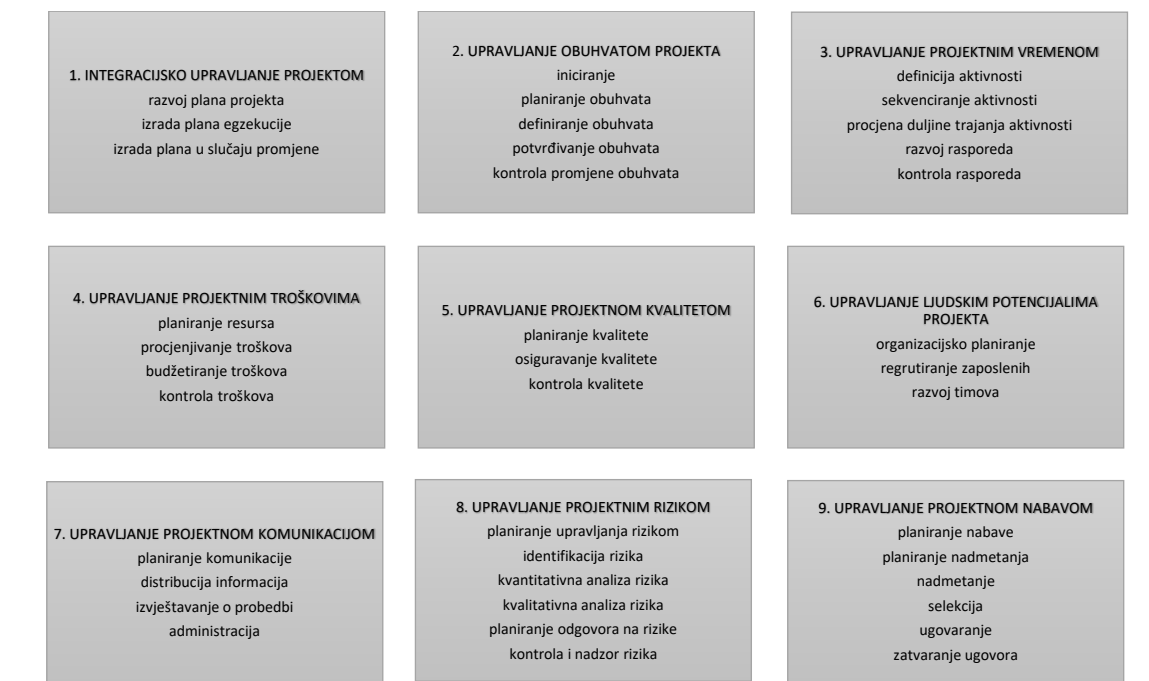 1. INTEGRACIJSKO UPRAVLJANJE PROJEKTOM
razvoj plana projekta
izrada plana egzekucije
izrada plana u slučaju promjene
2. UPRAVLJANJE OBUHVATOM PROJEKTA
iniciranje
planiranje obuhvata
definiranje obuhvata
potvrđivanje obuhvata
kontrola promjene obuhvata
3. UPRAVLJANJE PROJEKTNIM VREMENOM
definicija aktivnosti
sekvenciranje aktivnosti
procjena duljine trajanja aktivnosti
razvoj rasporeda
kontrola rasporeda
4. UPRAVLJANJE PROJEKTNIM TROŠKOVIMA
planiranje resursa
procjenjivanje troškova
budžetiranje troškova
kontrola troškova
5. UPRAVLJANJE PROJEKTNOM KVALITETOM
planiranje kvalitete
osiguravanje kvalitete
kontrola kvalitete
6. UPRAVLJANJE LJUDSKIM POTENCIJALIMA
PROJEKTA
organizacijsko planiranje
regrutiranje zaposlenih
razvoj timova
7. UPRAVLJANJE PROJEKTNOM KOMUNIKACIJOM
planiranje komunikacije
distribucija informacija
izvještavanje o probedbi
administracija
8. UPRAVLJANJE PROJEKTNIM RIZIKOM
planiranje upravljanja rizikom
identifikacija rizika
kvantitativna analiza rizika
kvalitativna analiza rizika
planiranje odgovora na rizike
kontrola i nadzor rizika
9. UPRAVLJANJE PROJEKTNOM NABAVOM
planiranje nabave
planiranje nadmetanja
nadmetanje
selekcija
ugovaranje
zatvaranje ugovora